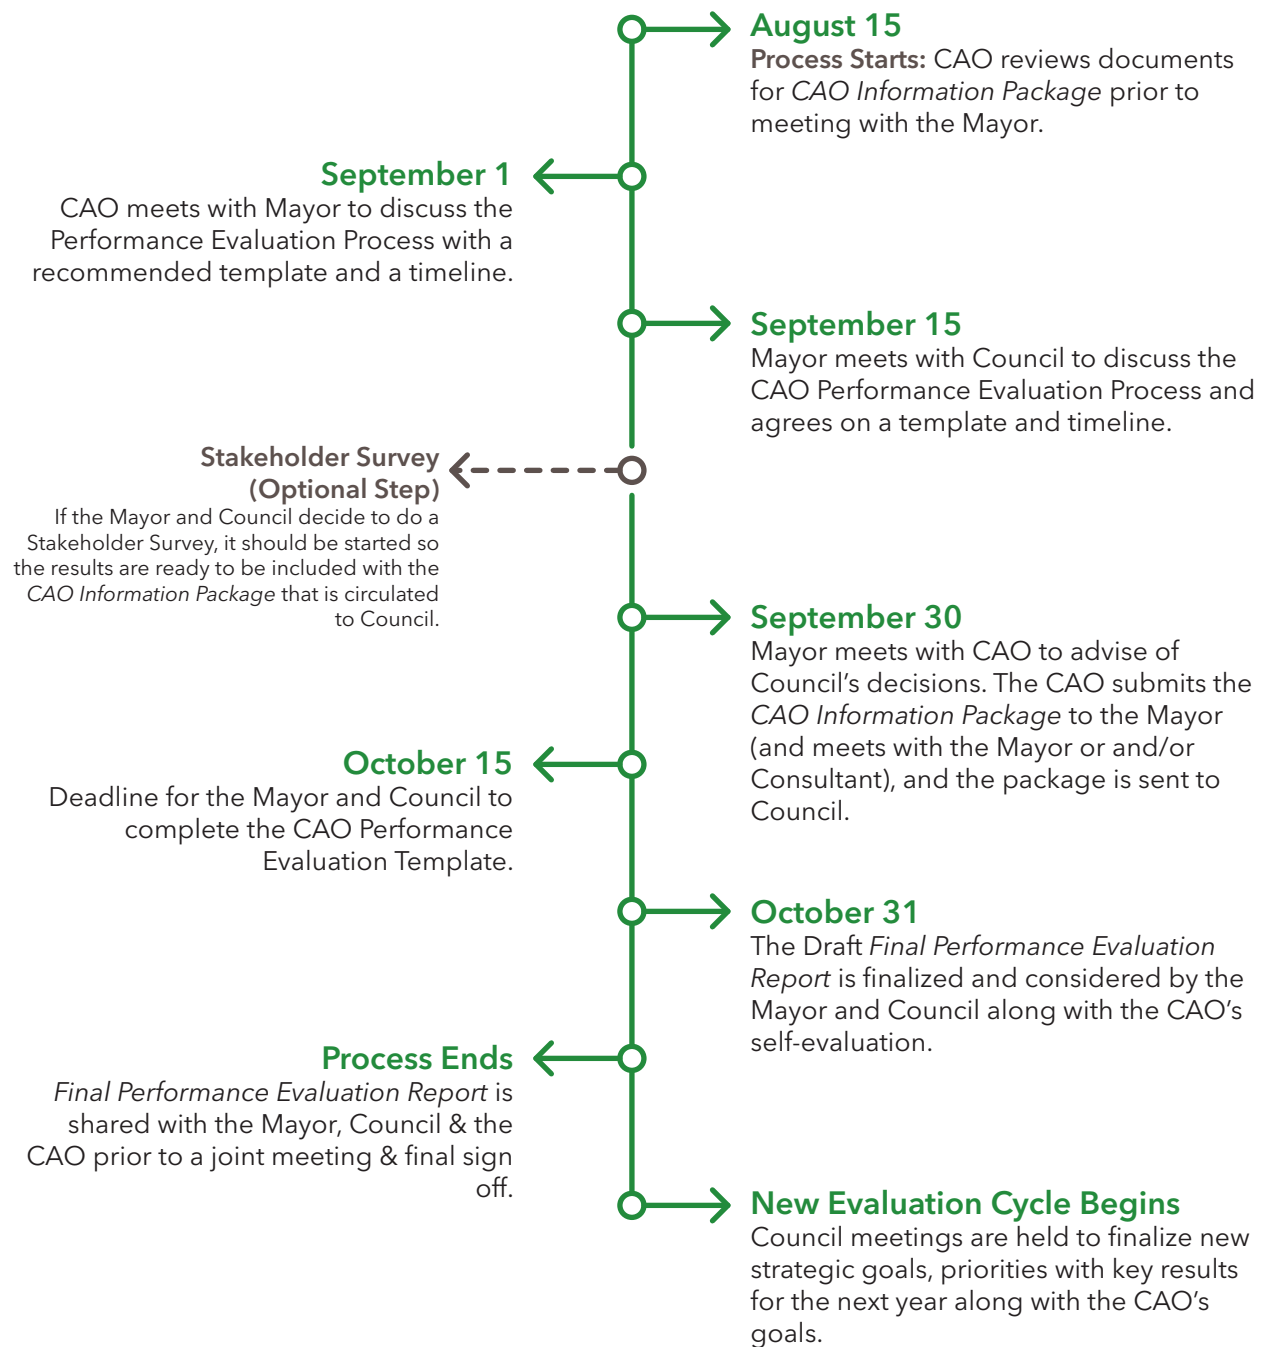 August 15
Process Starts: CAO reviews documents
for CAO Information Package prior to
meeting with the Mayor.
September 1
CAO meets with Mayor to discuss the
Performance Evaluation Process with a
recommended template and a timeline.
September 15
Mayor meets with Council to discuss the
CAO Performance Evaluation Process and
agrees on a template and timeline.
Stakeholder Survey
(Optional Step)
If the Mayor and Council decide to do a
Stakeholder Survey, it should be started so
the results are ready to be included with the
CAO Information Package that is circulated
to Council.
September 30
Mayor meets with CAO to advise of
Council’s decisions. The CAO submits the
CAO Information Package to the Mayor
(and meets with the Mayor or and/or
Consultant), and the package is sent to
Council.
October 15
Deadline for the Mayor and Council to
complete the CAO Performance
Evaluation Template.
October 31
The Draft Final Performance Evaluation
Report is finalized and considered by the
Mayor and Council along with the CAO’s
self-evaluation.
Process Ends
Final Performance Evaluation Report is
shared with the Mayor, Council & the
CAO prior to a joint meeting & final sign
off.
New Evaluation Cycle Begins
Council meetings are held to finalize new
strategic goals, priorities with key results
for the next year along with the CAO’s
goals.